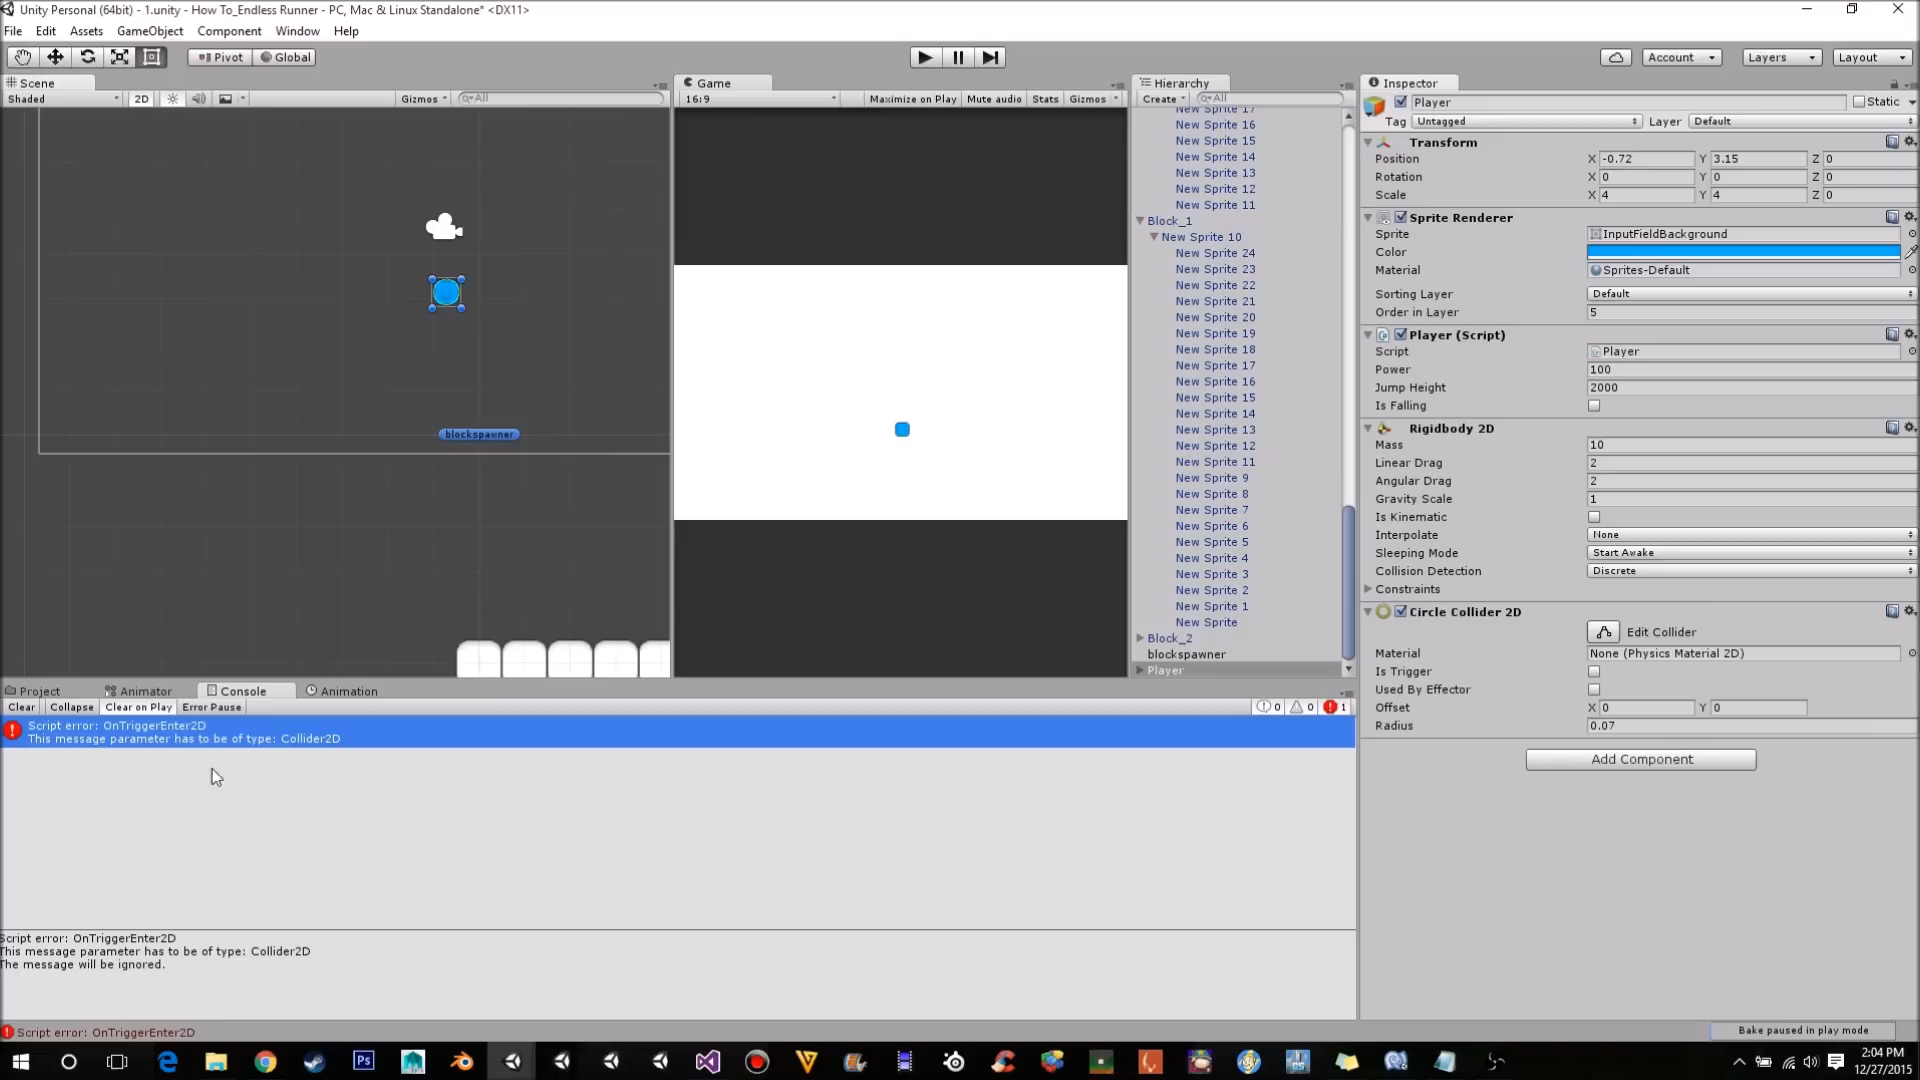 Unity Personal (64bit) - 1.unity - How To_Endless Runner - PC, Mac & Linux Standalone* <DX11>
File Edit Assets GameObject Component Window Help
Pivot Global Account Layers Layout
Scene
Shaded 2D Gizmos All
blockspawner
Game
16:9 Maximize on Play Mute audio Stats Gizmos
Hierarchy
Create All
New Sprite 17
New Sprite 16
New Sprite 15
New Sprite 14
New Sprite 13
New Sprite 12
New Sprite 11
Block_1
New Sprite 10
New Sprite 24
New Sprite 23
New Sprite 22
New Sprite 21
New Sprite 20
New Sprite 19
New Sprite 18
New Sprite 17
New Sprite 16
New Sprite 15
New Sprite 14
New Sprite 13
New Sprite 12
New Sprite 11
New Sprite 9
New Sprite 8
New Sprite 7
New Sprite 6
New Sprite 5
New Sprite 4
New Sprite 3
New Sprite 2
New Sprite 1
New Sprite
Block_2
blockspawner
Player
Inspector
Player Static
Tag Untagged Layer Default
Transform
Position X -0.72 Y 3.15 Z 0
Rotation X 0 Y 0 Z 0
Scale X 4 Y 4 Z 0
Sprite Renderer
Sprite InputFieldBackground
Color
Material Sprites-Default
Sorting Layer Default
Order in Layer 5
Player (Script)
Script Player
Power 100
Jump Height 2000
Is Falling
Rigidbody 2D
Mass 10
Linear Drag 2
Angular Drag 2
Gravity Scale 1
Is Kinematic
Interpolate None
Sleeping Mode Start Awake
Collision Detection Discrete
Constraints
Circle Collider 2D
Edit Collider
Material None (Physics Material 2D)
Is Trigger
Used By Effector
Offset X 0 Y 0
Radius 0.07
Add Component
Project Animator Console Animation
Clear Collapse Clear on Play Error Pause 0 0 1
Script error: OnTriggerEnter2D
This message parameter has to be of type: Collider2D
Script error: OnTriggerEnter2D
This message parameter has to be of type: Collider2D
The message will be ignored.
Script error: OnTriggerEnter2D
Bake paused in play mode
Ps
2:04 PM
12/27/2015